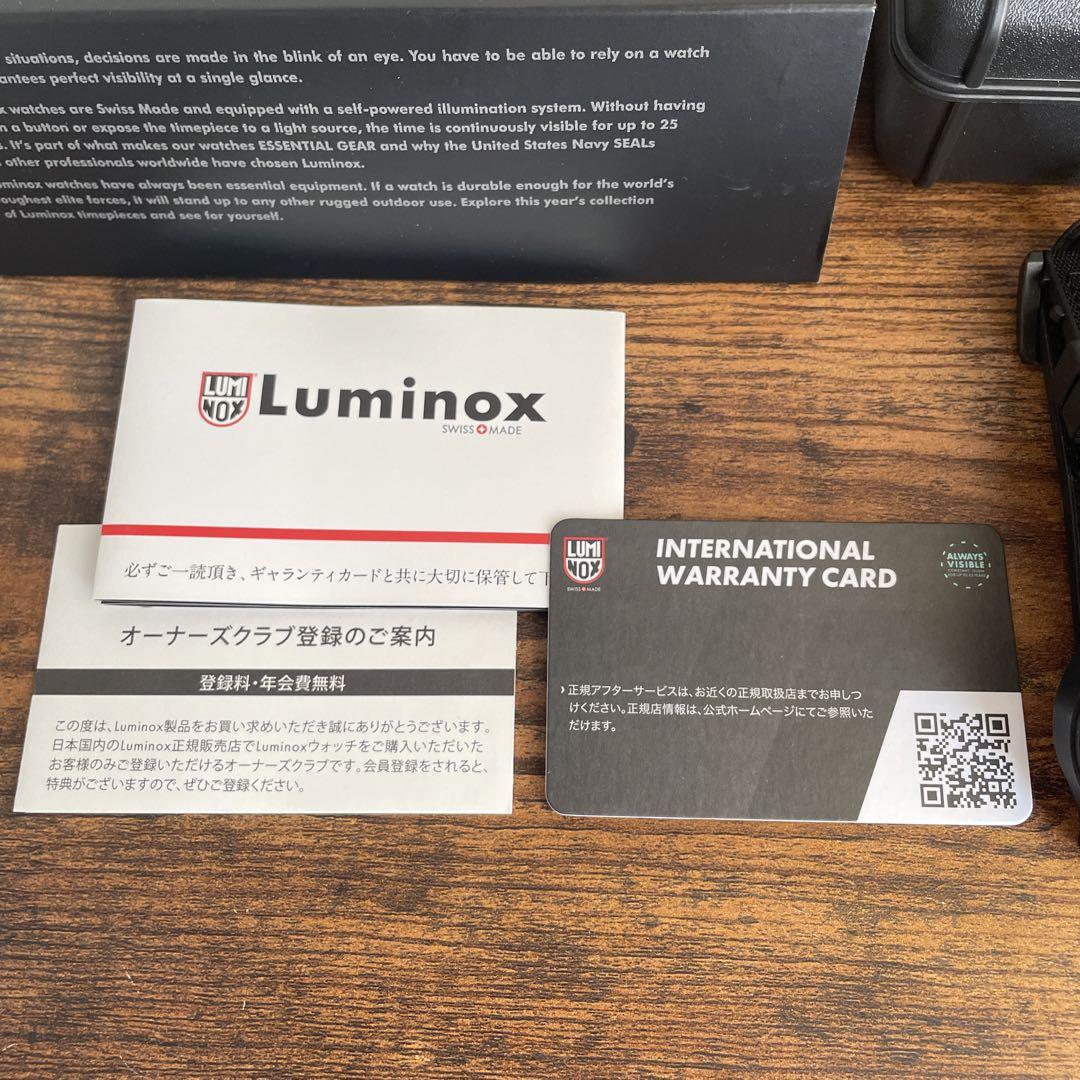 situations, decisions are made in the blink of an eye. You have to be able to rely on a watch
antees perfect visibility at a single glance.
x watches are Swiss Made and equipped with a self-powered illumination system. Without having
n a button or expose the timepiece to a light source, the time is continuously visible for up to 25
s. It's part of what makes our watches ESSENTIAL GEAR and why the United States Navy SEALs
other professionals worldwide have chosen Luminox.
uminox watches have always been essential equipment. If a watch is durable enough for the world's
oughest elite forces, it will stand up to any other rugged outdoor use. Explore this year's collection
of Luminox timepieces and see for yourself.
LUMI
NOX
Luminox
SWISS MADE
必ずご一読頂き、ギャランティカードと共に大切に保管して下
オーナーズクラブ登録のご案内
登録料・年会費無料
この度は、Luminox製品をお買い求めいただき誠にありがとうございます。
日本国内のLuminox正規販売店でLuminoxウォッチをご購入いただいた
お客様のみご登録いただけるオーナーズクラブです。会員登録をされると、
特典がございますので、ぜひご登録ください。
LUMI
NOX
SWISS MADE
INTERNATIONAL
WARRANTY CARD
ALWAYS
VISIBLE
›正規アフターサービスは、お近くの正規取扱店までお申しつ
けください。正規店情報は、公式ホームページにてご参照いた
だけます。